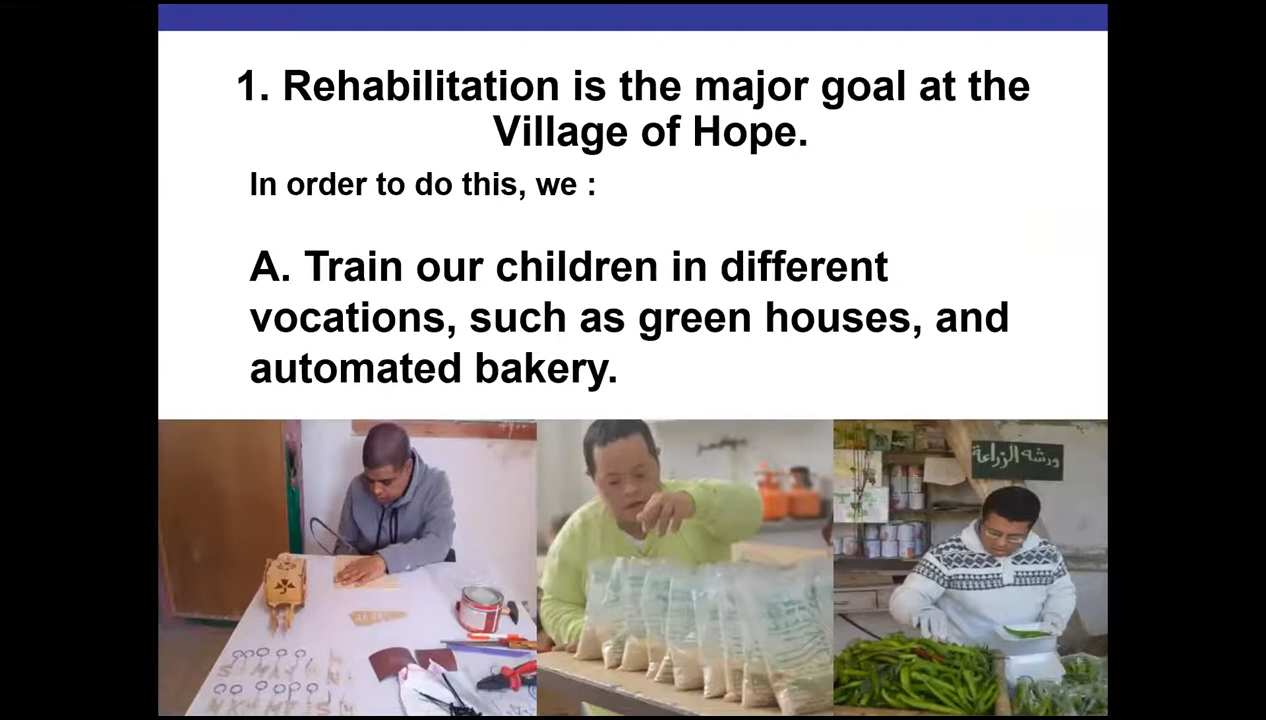 1. Rehabilitation is the major goal at the
Village of Hope.
In order to do this, we :
A. Train our children in different
vocations, such as green houses, and
automated bakery.
ورشه الزراعة